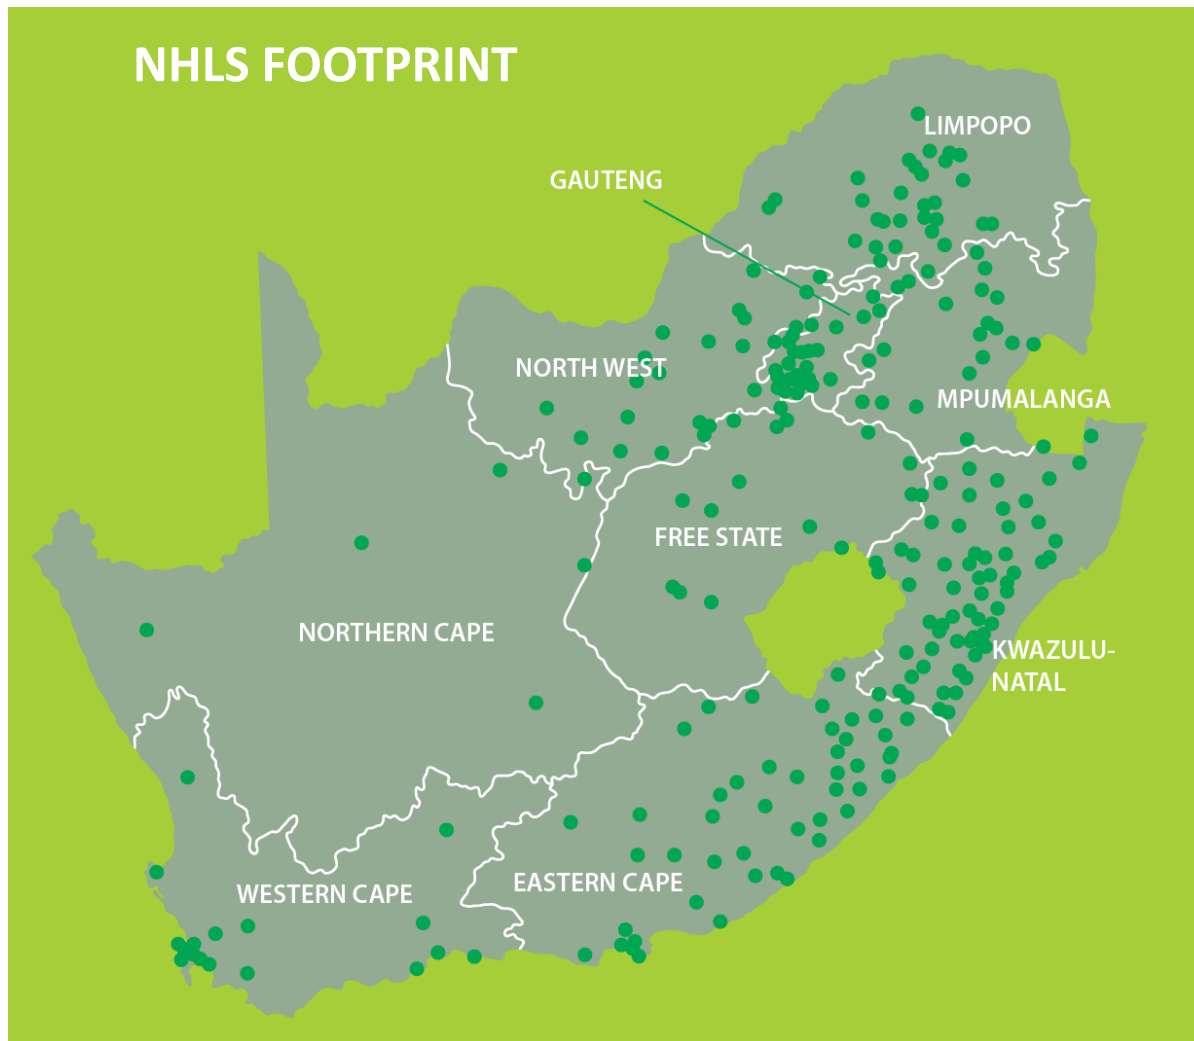 NHLS FOOTPRINT
LIMPOPO
GAUTENG
NORTH WEST
MPUMALANGA
FREE STATE
NORTHERN CAPE
KWAZULU-
NATAL
WESTERN CAPE
EASTERN CAPE